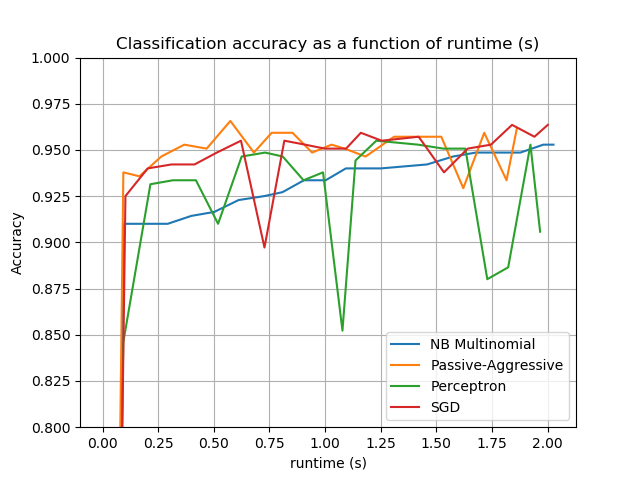 Classification accuracy as a function of runtime (s)
1.000
0.975
0.950
0.925
0.900
0.875
0.850
0.825
0.800
Accuracy
NB Multinomial
Passive-Aggressive
Perceptron
SGD
0.00 0.25 0.50 0.75 1.00 1.25 1.50 1.75 2.00
runtime (s)